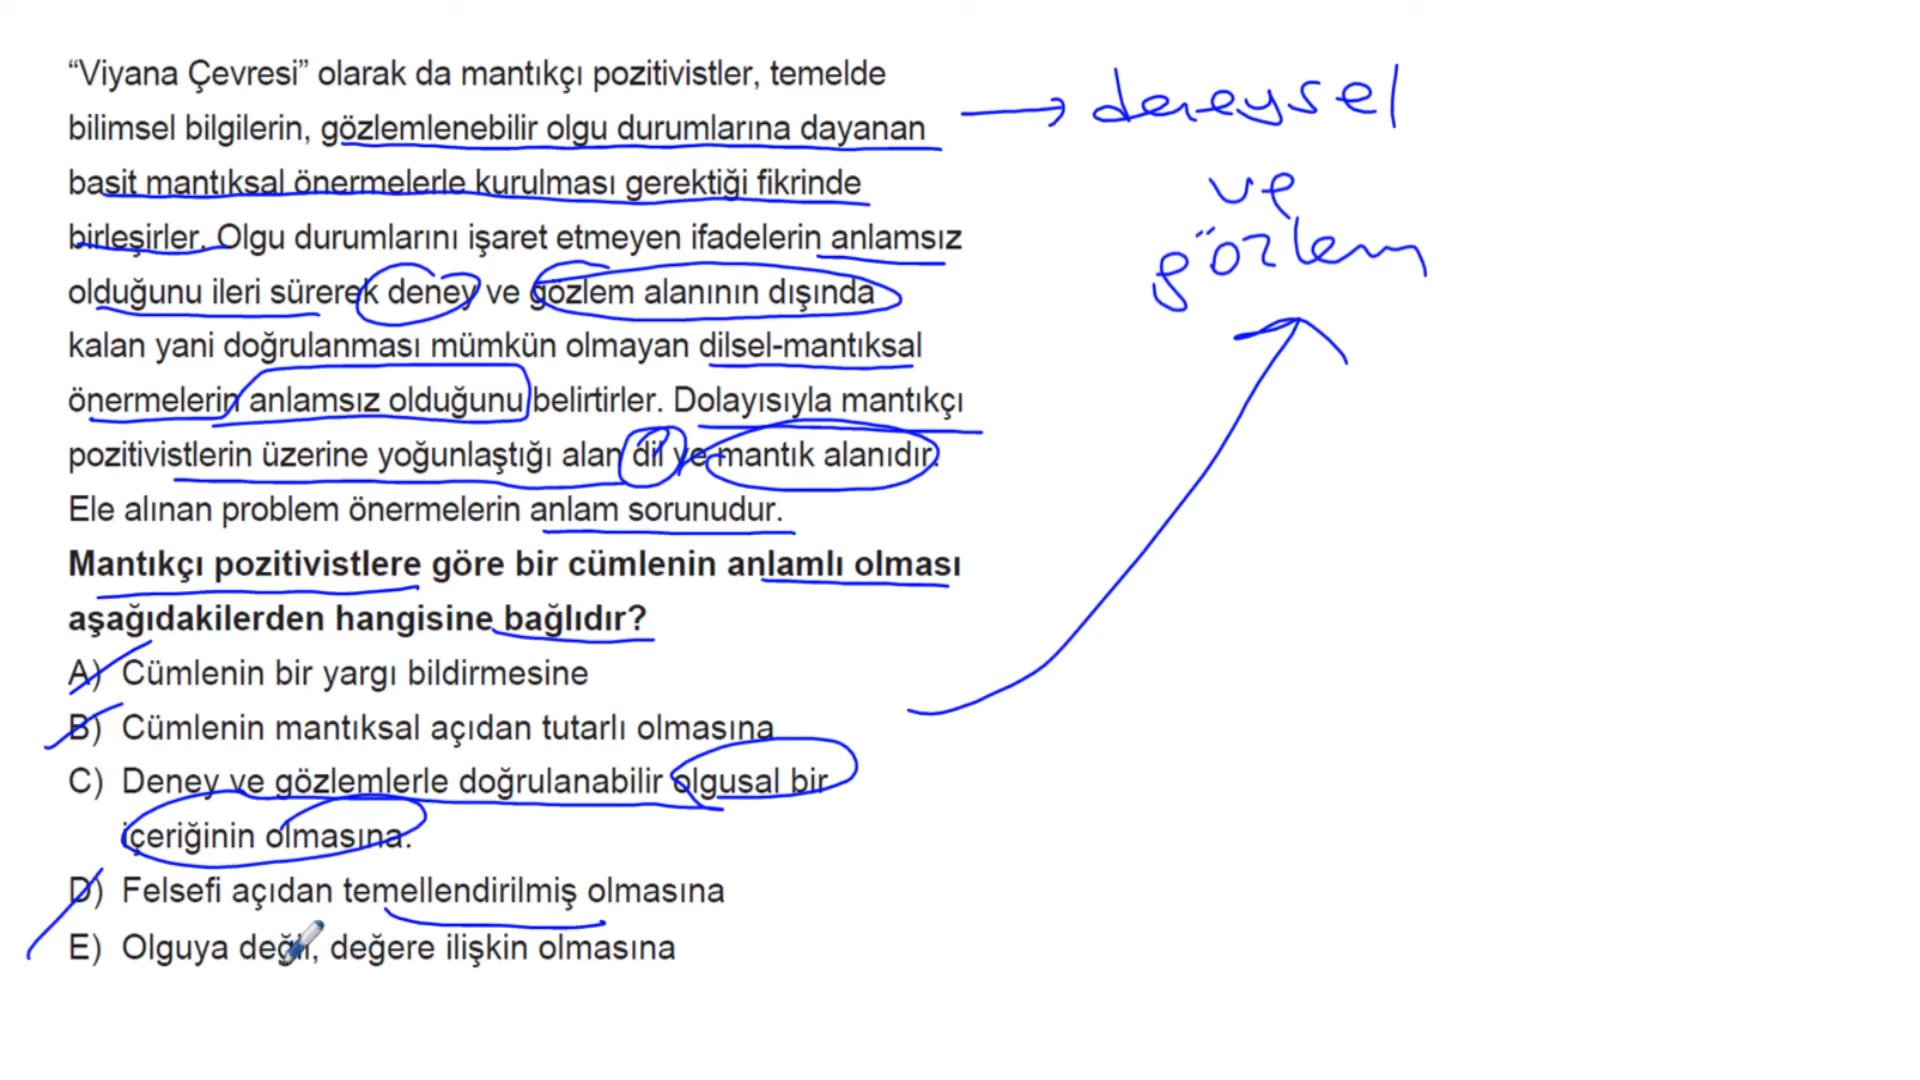 “Viyana Çevresi” olarak da mantıkçı pozitivistler, temelde
bilimsel bilgilerin, gözlemlenebilir olgu durumlarına dayanan
basit mantıksal önermelerle kurulması gerektiği fikrinde
birleşirler. Olgu durumlarını işaret etmeyen ifadelerin anlamsız
olduğunu ileri sürerek deney ve gözlem alanının dışında
kalan yani doğrulanması mümkün olmayan dilsel-mantıksal
önermelerin anlamsız olduğunu belirtirler. Dolayısıyla mantıkçı
pozitivistlerin üzerine yoğunlaştığı alan dil ve mantık alanıdır.
Ele alınan problem önermelerin anlam sorunudur.
Mantıkçı pozitivistlere göre bir cümlenin anlamlı olması
aşağıdakilerden hangisine bağlıdır?
A) Cümlenin bir yargı bildirmesine
B) Cümlenin mantıksal açıdan tutarlı olmasına
C) Deney ve gözlemlerle doğrulanabilir olgusal bir
içeriğinin olmasına.
D) Felsefi açıdan temellendirilmiş olmasına
E) Olguya değil, değere ilişkin olmasına
deneysel
ve
gözlem